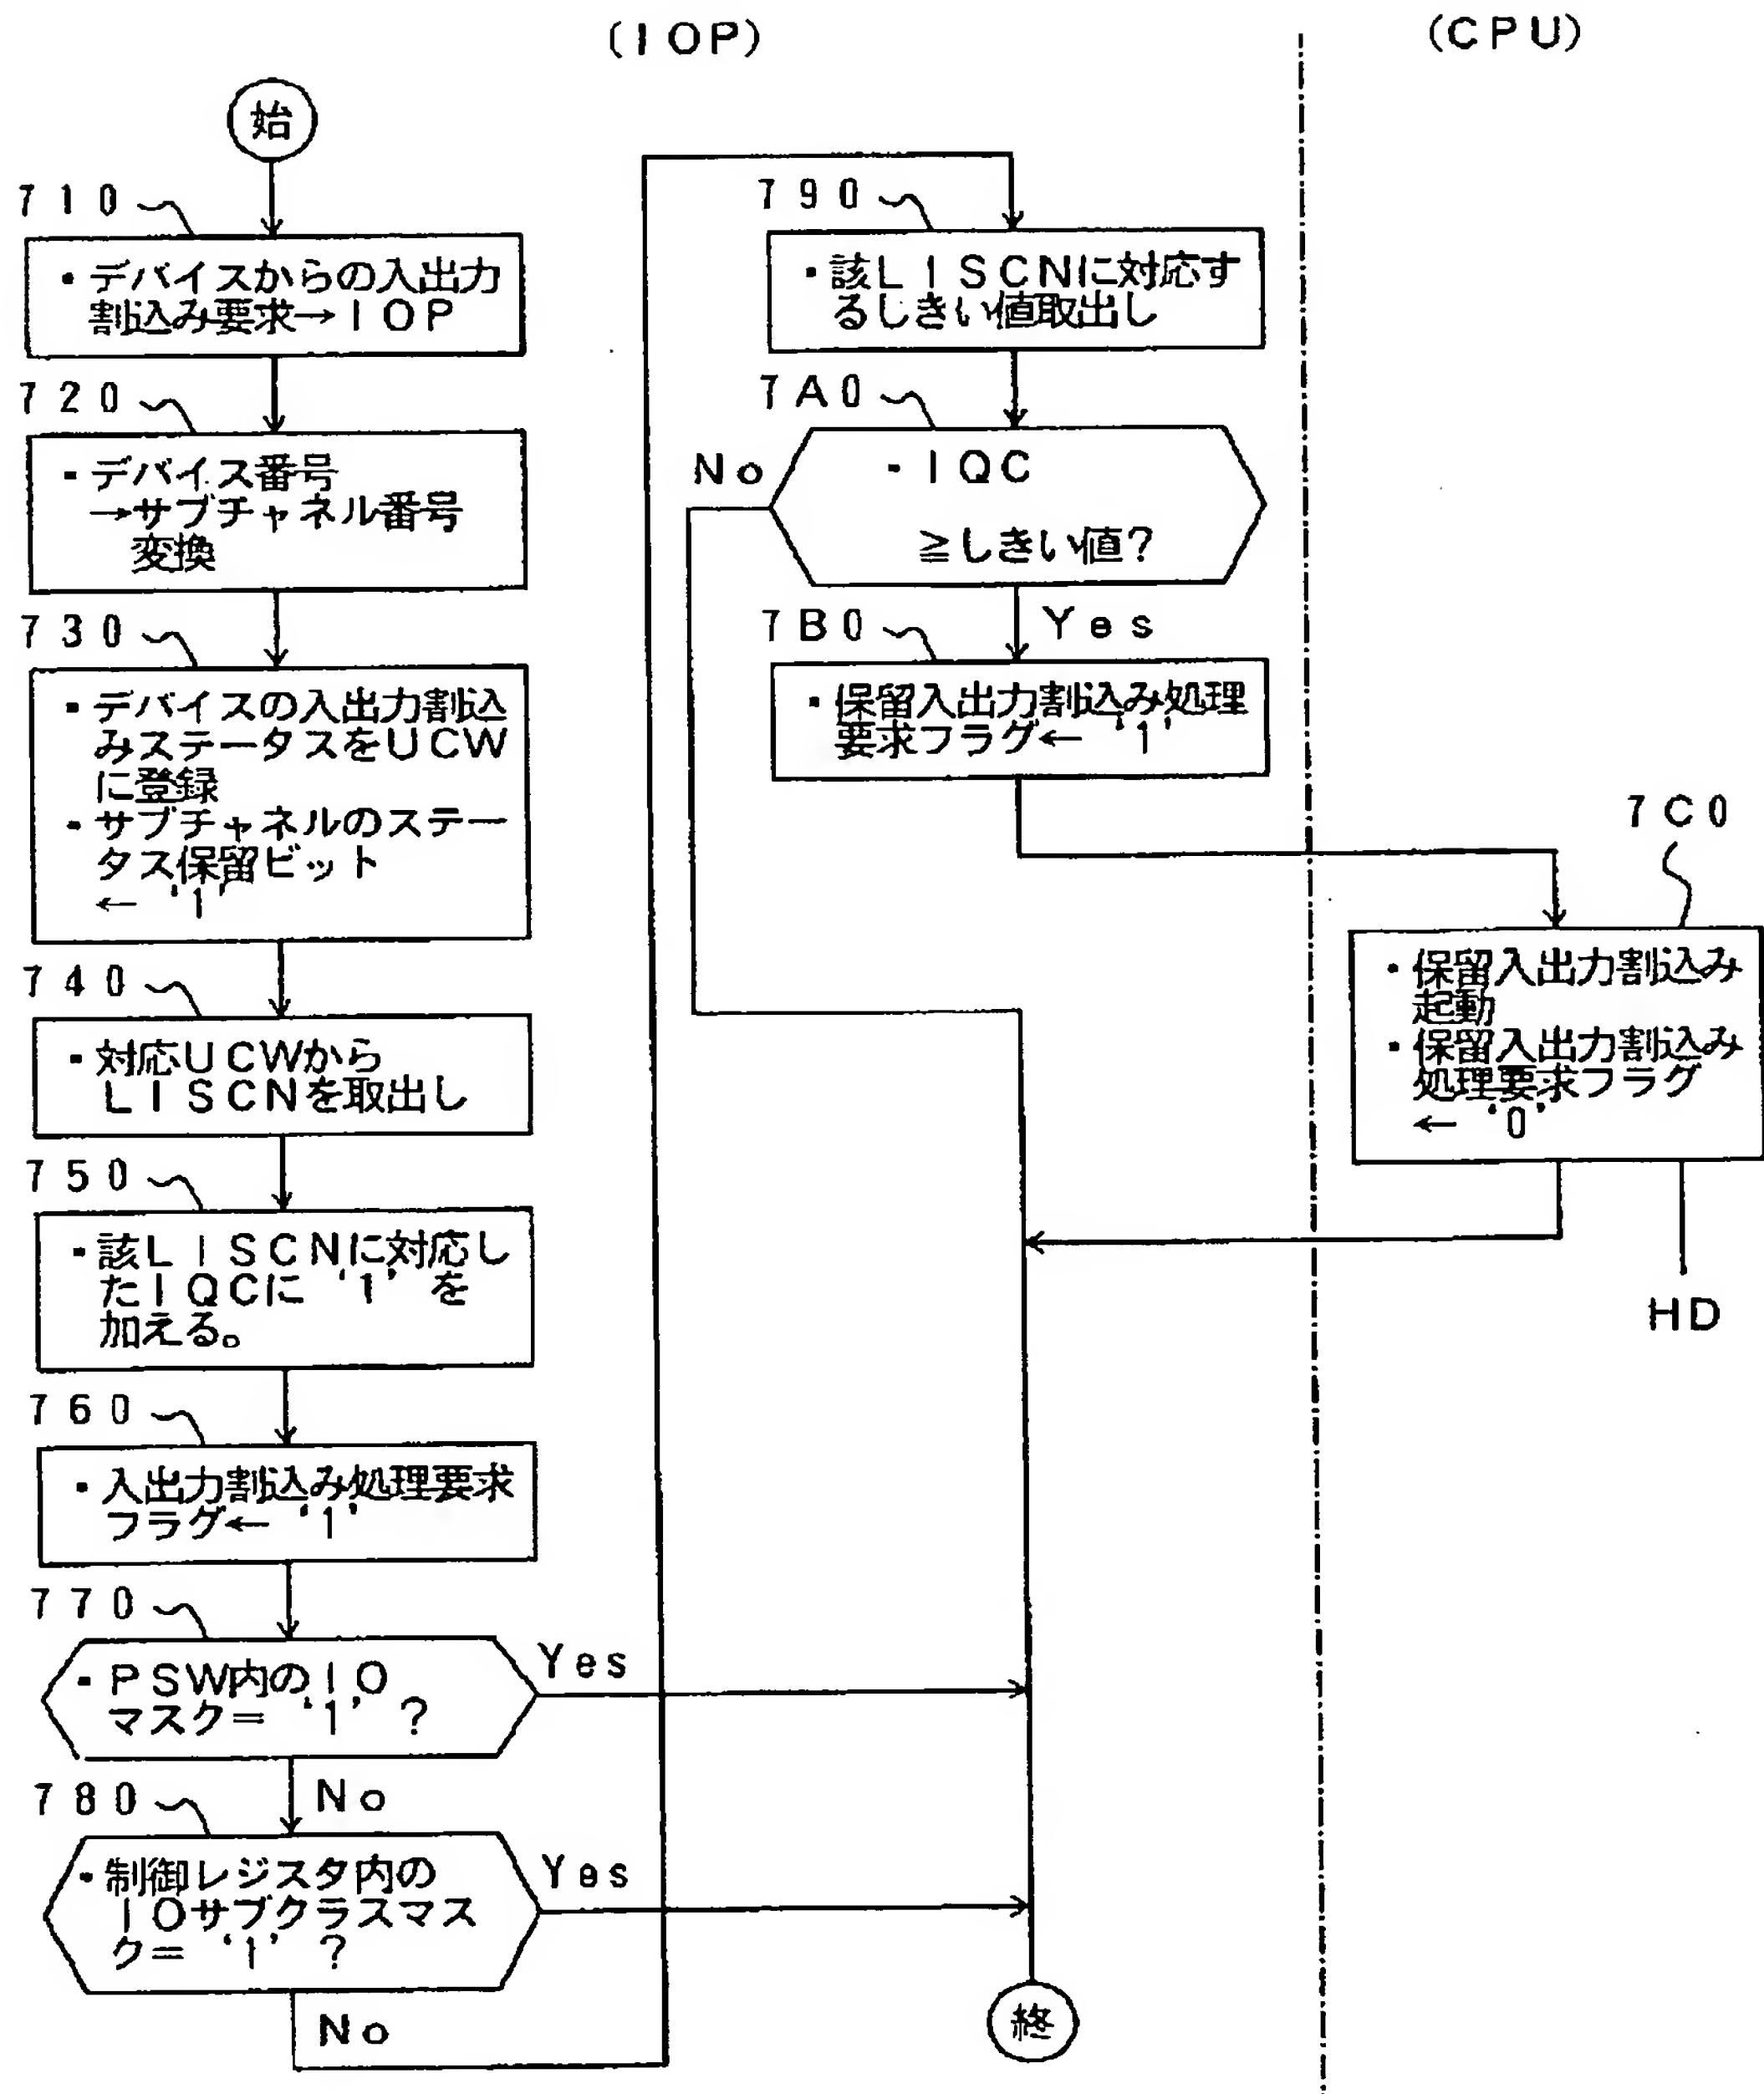 (IOP)
(CPU)
始
710
・デバイスからの入出力
割込み要求→IOP
720
・デバイス番号
→サブチャネル番号
変換
730
・デバイスの入出力割込
みステータスをUCW
に登録
・サブチャネルのステー
タス保留ビット
← '1'
740
・対応UCWから
LISCNを取出し
750
・該LISCNに対応し
たIQCに '1' を
加える。
760
・入出力割込み処理要求
フラグ← '1'
770
・PSW内のIO
マスク= '1' ?
Yes
No
780
・制御レジスタ内の
IOサブクラスマス
ク= '1' ?
Yes
No
790
・該LISCNに対応す
るしきい値取出し
7A0
・IQC
≧しきい値?
No
Yes
7B0
・保留入出力割込み処理
要求フラグ← '1'
7C0
・保留入出力割込み
起動
・保留入出力割込み
処理要求フラグ
← '0'
HD
終